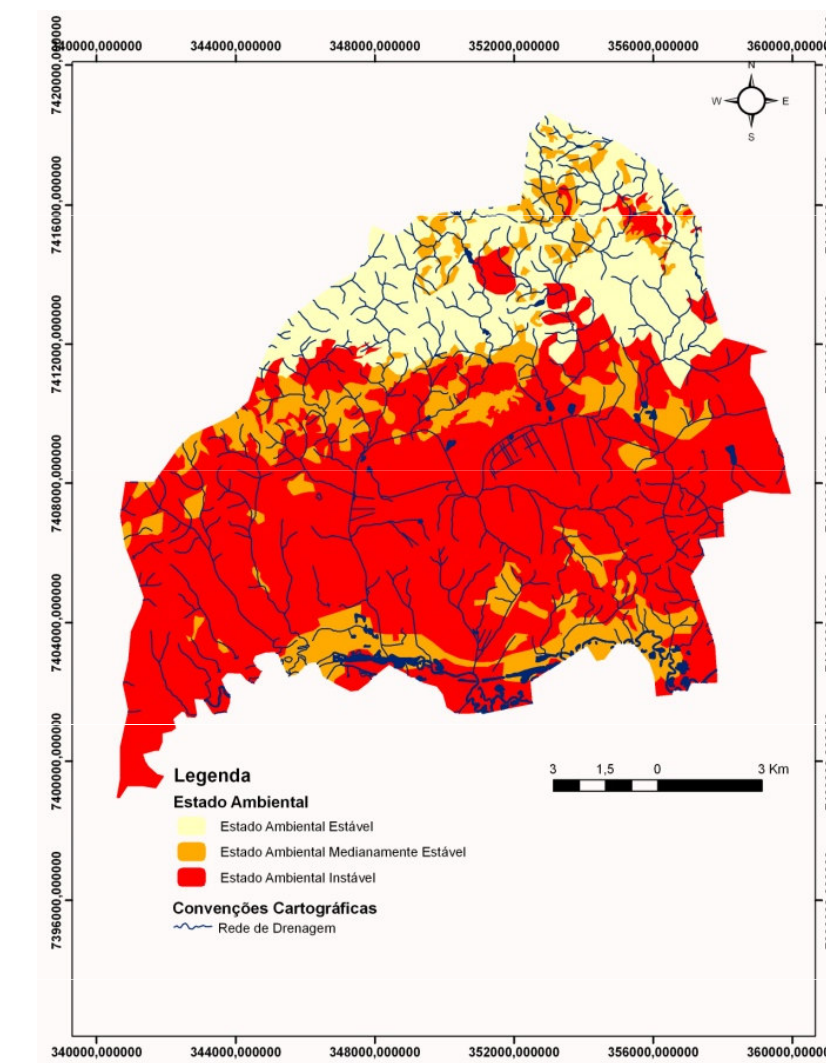 340000,000000 344000,000000 348000,000000 352000,000000 356000,000000 360000,000000
7420000,000000
7416000,000000
7412000,000000
7408000,000000
7404000,000000
7400000,000000
7396000,000000
N
W E
S
Legenda
Estado Ambiental
Estado Ambiental Estável
Estado Ambiental Medianamente Estável
Estado Ambiental Instável
Convenções Cartográficas
Rede de Drenagem
3 1,5 0 3 Km
340000,000000 344000,000000 348000,000000 352000,000000 356000,000000 360000,00000